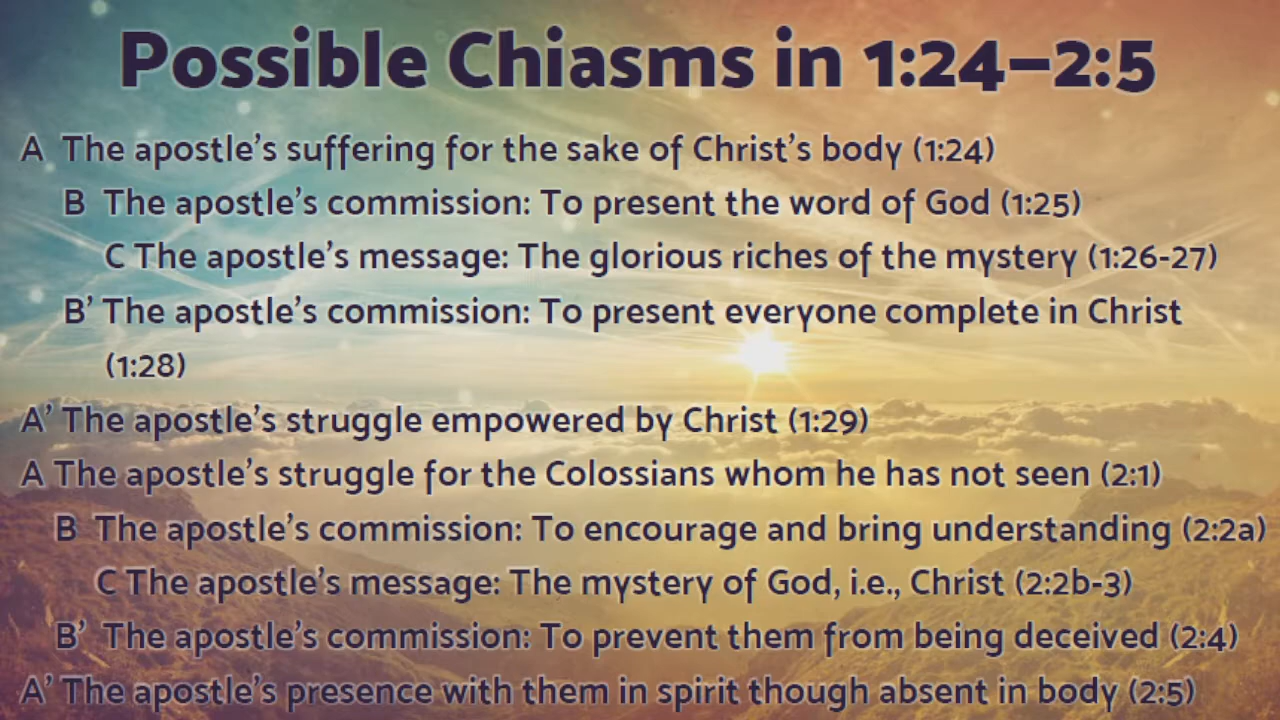 Possible Chiasms in 1:24–2:5
A The apostle’s suffering for the sake of Christ’s body (1:24)
B The apostle’s commission: To present the word of God (1:25)
C The apostle’s message: The glorious riches of the mystery (1:26-27)
B’ The apostle’s commission: To present everyone complete in Christ
(1:28)
A’ The apostle’s struggle empowered by Christ (1:29)
A The apostle’s struggle for the Colossians whom he has not seen (2:1)
B The apostle’s commission: To encourage and bring understanding (2:2a)
C The apostle’s message: The mystery of God, i.e., Christ (2:2b-3)
B’ The apostle’s commission: To prevent them from being deceived (2:4)
A’ The apostle’s presence with them in spirit though absent in body (2:5)